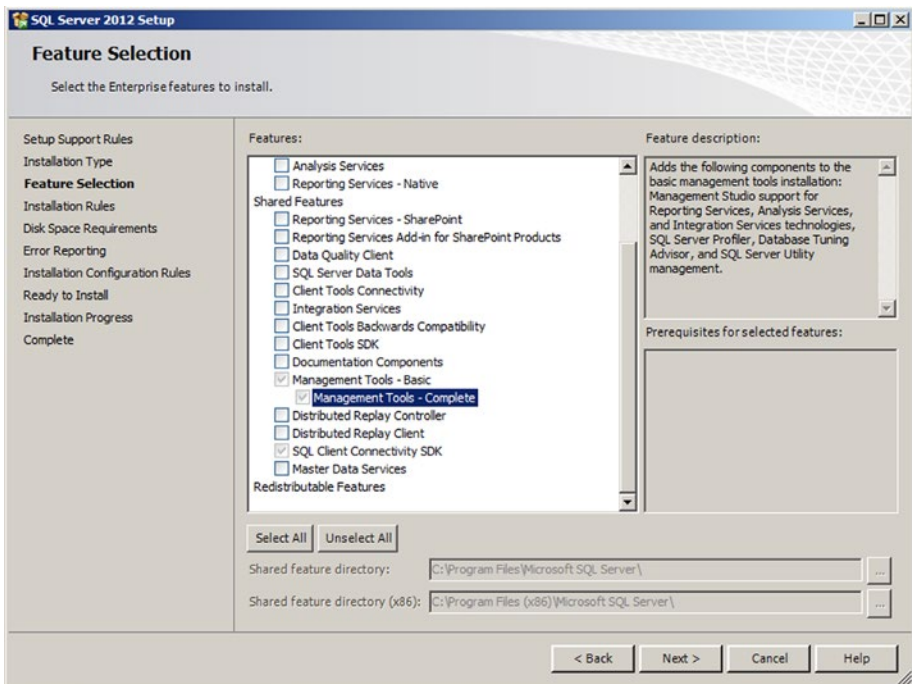 SQL Server 2012 Setup
Feature Selection
Select the Enterprise features to install.
Setup Support Rules
Installation Type
Feature Selection
Installation Rules
Disk Space Requirements
Error Reporting
Installation Configuration Rules
Ready to Install
Installation Progress
Complete
Features:
Analysis Services
Reporting Services - Native
Shared Features
Reporting Services - SharePoint
Reporting Services Add-in for SharePoint Products
Data Quality Client
SQL Server Data Tools
Client Tools Connectivity
Integration Services
Client Tools Backwards Compatibility
Client Tools SDK
Documentation Components
Management Tools - Basic
Management Tools - Complete
Distributed Replay Controller
Distributed Replay Client
SQL Client Connectivity SDK
Master Data Services
Redistributable Features
Feature description:
Adds the following components to the
basic management tools installation:
Management Studio support for
Reporting Services, Analysis Services,
and Integration Services technologies,
SQL Server Profiler, Database Tuning
Advisor, and SQL Server Utility
management.
Prerequisites for selected features:
Select All
Unselect All
Shared feature directory:
C:\Program Files\Microsoft SQL Server\
...
Shared feature directory (x86):
C:\Program Files (x86)\Microsoft SQL Server\
...
< Back
Next >
Cancel
Help